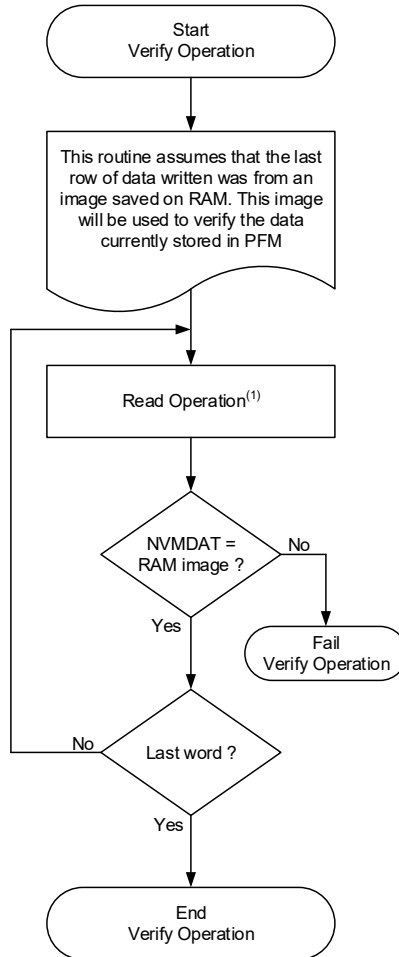 Start
Verify Operation
This routine assumes that the last
row of data written was from an
image saved on RAM. This image
will be used to verify the data
currently stored in PFM
Read Operation(1)
NVMDAT =
RAM image ?
No
Yes
Fail
Verify Operation
No
Last word ?
Yes
End
Verify Operation